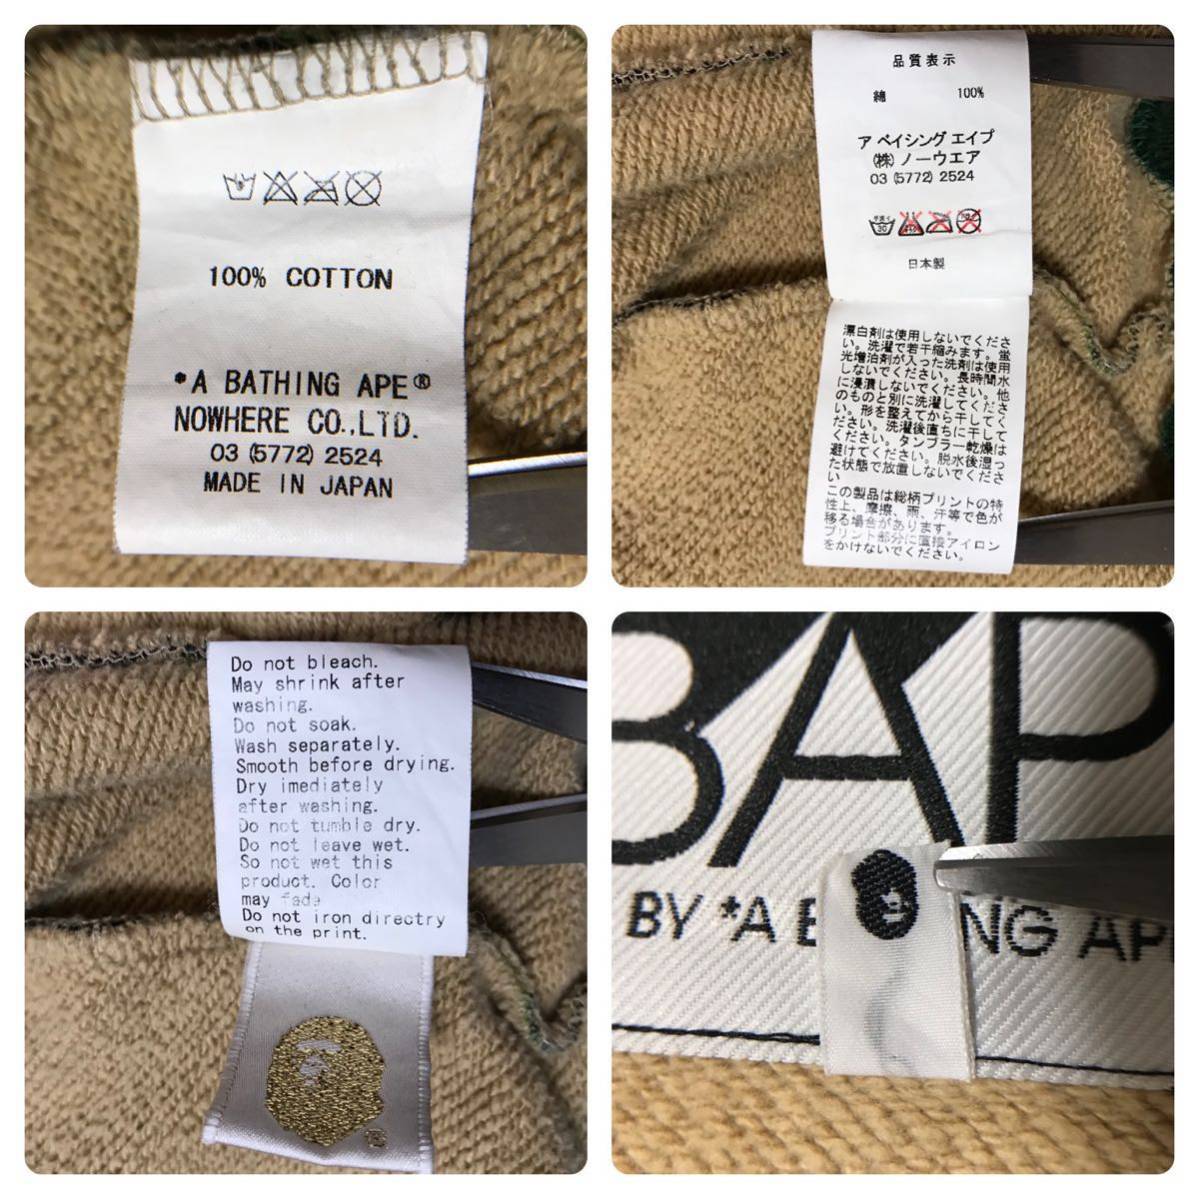 100% COTTON
*A BATHING APE®
NOWHERE CO.,LTD.
03 (5772) 2524
MADE IN JAPAN
品質表示
綿 100%
ア ベイシング エイプ
(株) ノーウエア
03 (5772) 2524
手洗イ
30
日本製
漂白剤は使用しないでくださ
い。洗濯で若干縮みます。蛍
光増泊剤が入った洗剤は使用
しないでください。長時間水
に浸漬しないでください。他
のものと別に洗濯してくださ
い。形を整えてから干してく
ださい。洗濯後直ちに干して
ください。タンブラー乾燥は
避けてください。脱水後湿っ
た状態で放置しないでくださ
い
この製品は総柄プリントの特
性上、摩擦、雨、汗等で色が
移る場合があります。
プリント部分に直接アイロン
をかけないでください。
Do not bleach.
May shrink after
washing.
Do not soak.
Wash separately.
Smooth before drying.
Dry imediately
after washing.
Do not tumble dry.
Do not leave wet.
So not wet this
product. Color
may fade
Do not iron directry
on the print.
®
BAP
BY *A B NG AP